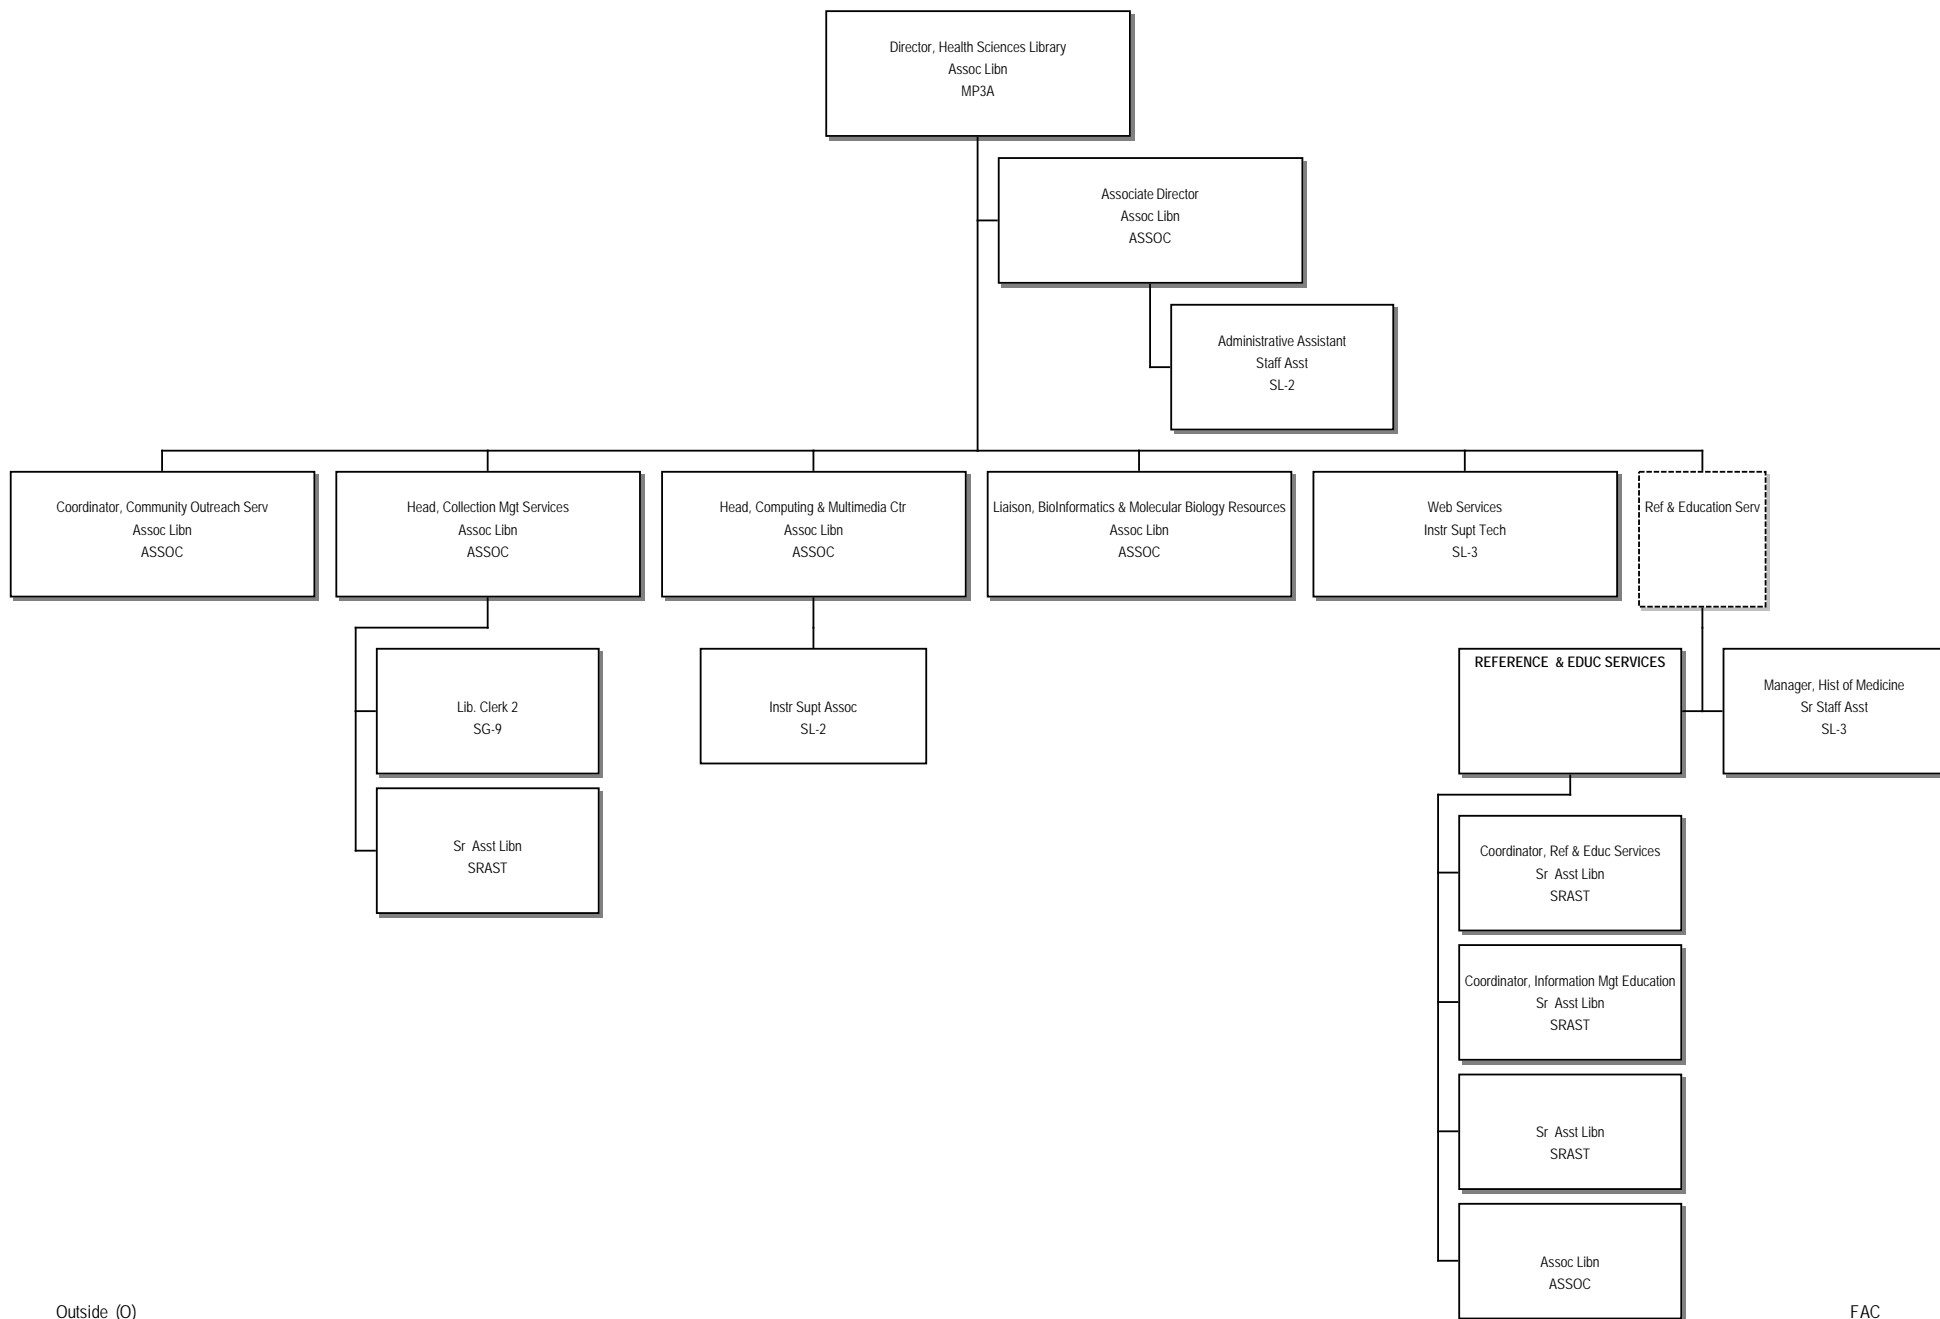 Director, Health Sciences Library
Assoc Libn
MP3A
Associate Director
Assoc Libn
ASSOC
Administrative Assistant
Staff Asst
SL-2
Coordinator, Community Outreach Serv
Assoc Libn
ASSOC
Head, Collection Mgt Services
Assoc Libn
ASSOC
Head, Computing & Multimedia Ctr
Assoc Libn
ASSOC
Liaison, BioInformatics & Molecular Biology Resources
Assoc Libn
ASSOC
Web Services
Instr Supt Tech
SL-3
Ref & Education Serv
Lib. Clerk 2
SG-9
Sr Asst Libn
SRAST
Instr Supt Assoc
SL-2
REFERENCE & EDUC SERVICES
Manager, Hist of Medicine
Sr Staff Asst
SL-3
Coordinator, Ref & Educ Services
Sr Asst Libn
SRAST
Coordinator, Information Mgt Education
Sr Asst Libn
SRAST
Sr Asst Libn
SRAST
Assoc Libn
ASSOC
Outside (O)
FAC